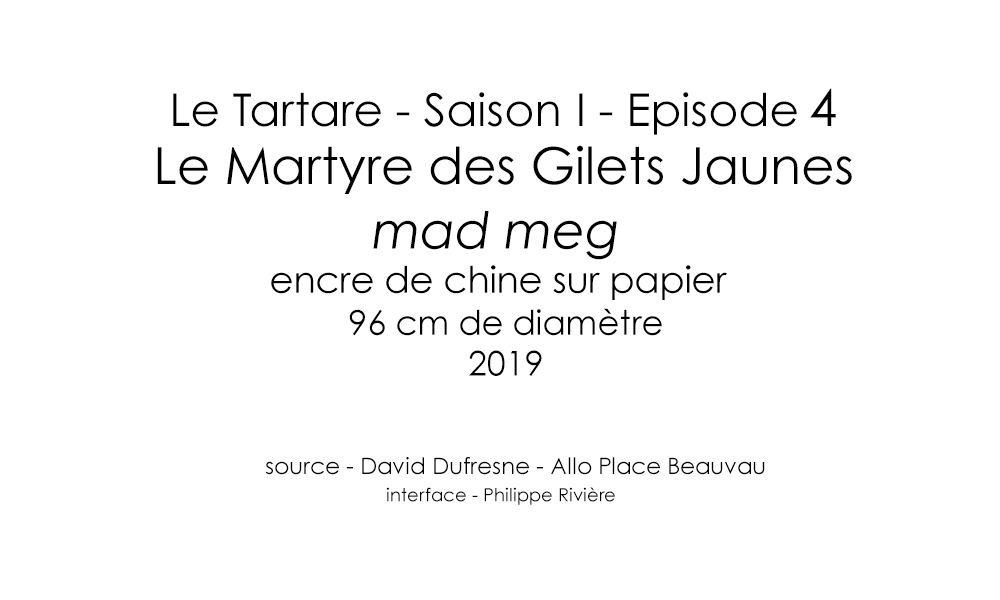 Le Tartare - Saison I - Episode 4
Le Martyre des Gilets Jaunes
mad meg
encre de chine sur papier
96 cm de diamètre
2019
source - David Dufresne - Allo Place Beauvau
interface - Philippe Rivière